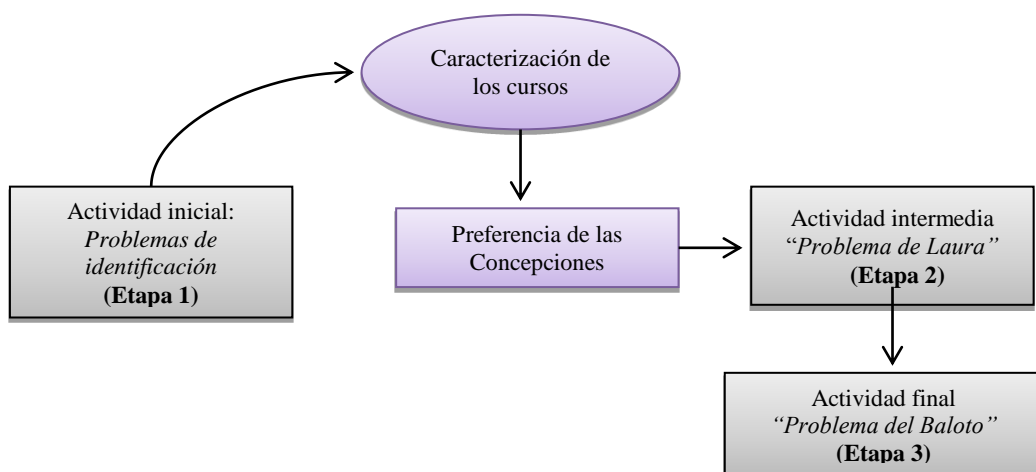 Caracterización de
los cursos
Actividad inicial:
Problemas de
identificación
(Etapa 1)
Preferencia de las
Concepciones
Actividad intermedia
“Problema de Laura”
(Etapa 2)
Actividad final
“Problema del Baloto”
(Etapa 3)